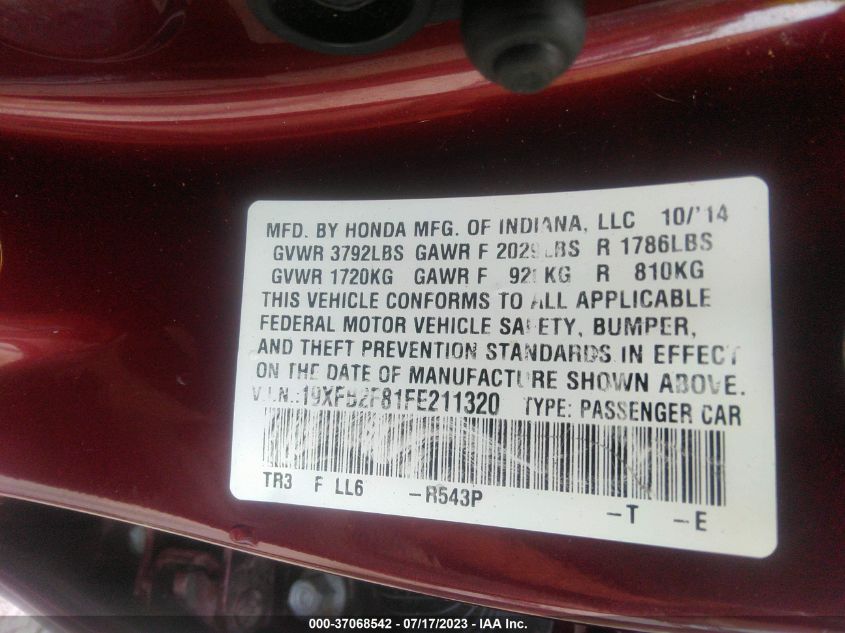 MFD. BY HONDA MFG. OF INDIANA, LLC 10/'14
GVWR 3792LBS GAWR F 2029LBS R 1786LBS
GVWR 1720KG GAWR F 921KG R 810KG
THIS VEHICLE CONFORMS TO ALL APPLICABLE
FEDERAL MOTOR VEHICLE SAFETY, BUMPER,
AND THEFT PREVENTION STANDARDS IN EFFECT
ON THE DATE OF MANUFACTURE SHOWN ABOVE.
V.I.N.:19XFB2F81FE211320 TYPE: PASSENGER CAR
TR3 F LL6 -R543P
-T -E
000-37068542 / 07/17/2023 - IAA Inc.